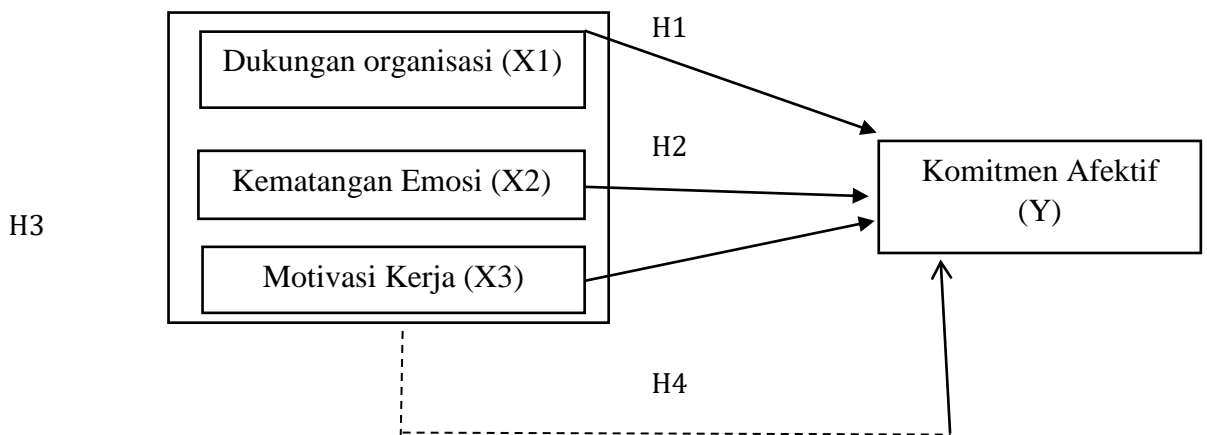 H1
Dukungan organisasi (X1)
H2
Kematangan Emosi (X2)
Komitmen Afektif
(Y)
H3
Motivasi Kerja (X3)
H4